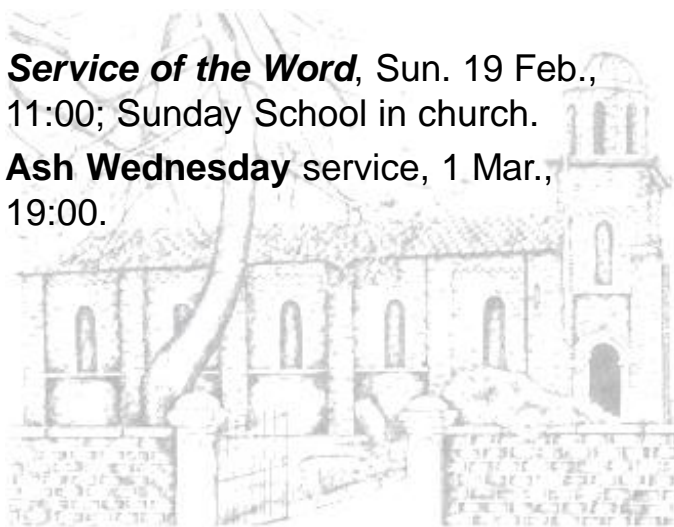 Service of the Word, Sun. 19 Feb.,
11:00; Sunday School in church.
Ash Wednesday service, 1 Mar.,
19:00.